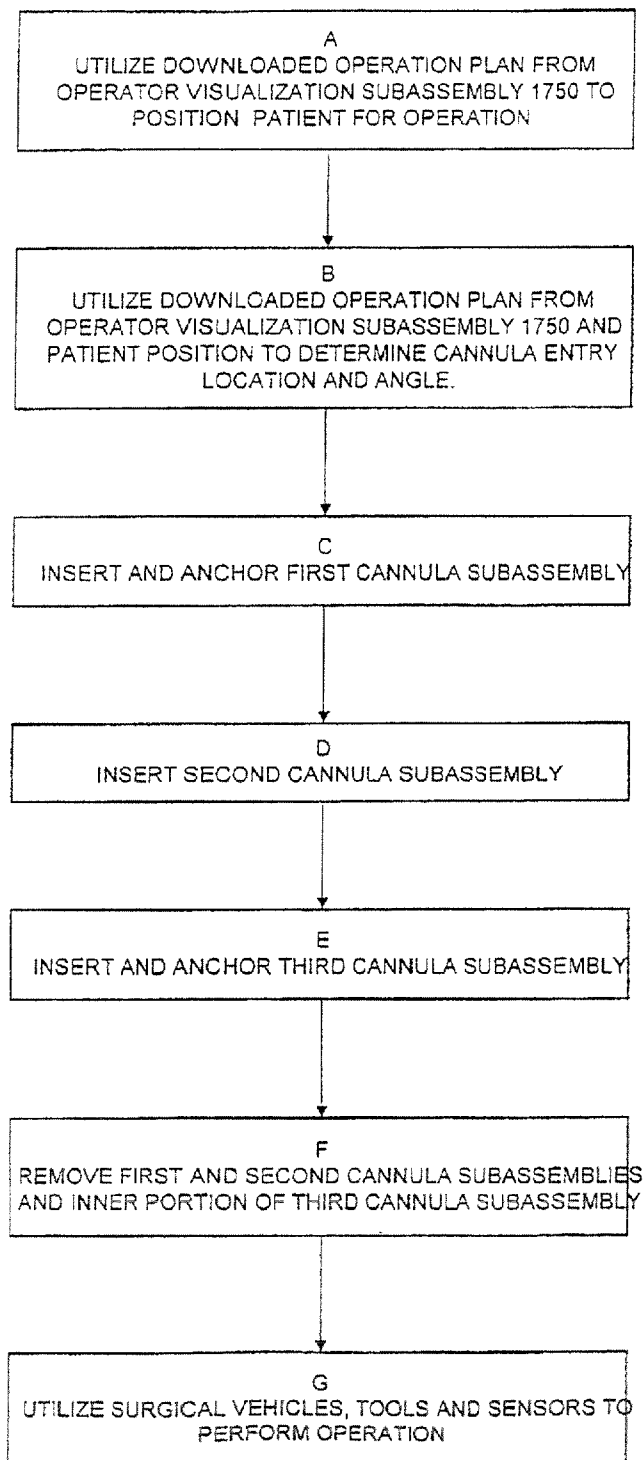 A
UTILIZE DOWNLOADED OPERATION PLAN FROM
OPERATOR VISUALIZATION SUBASSEMBLY 1750 TO
POSITION PATIENT FOR OPERATION
B
UTILIZE DOWNLOADED OPERATION PLAN FROM
OPERATOR VISUALIZATION SUBASSEMBLY 1750 AND
PATIENT POSITION TO DETERMINE CANNULA ENTRY
LOCATION AND ANGLE.
C
INSERT AND ANCHOR FIRST CANNULA SUBASSEMBLY
D
INSERT SECOND CANNULA SUBASSEMBLY
E
INSERT AND ANCHOR THIRD CANNULA SUBASSEMBLY
F
REMOVE FIRST AND SECOND CANNULA SUBASSEMBLIES
AND INNER PORTION OF THIRD CANNULA SUBASSEMBLY
G
UTILIZE SURGICAL VEHICLES, TOOLS AND SENSORS TO
PERFORM OPERATION